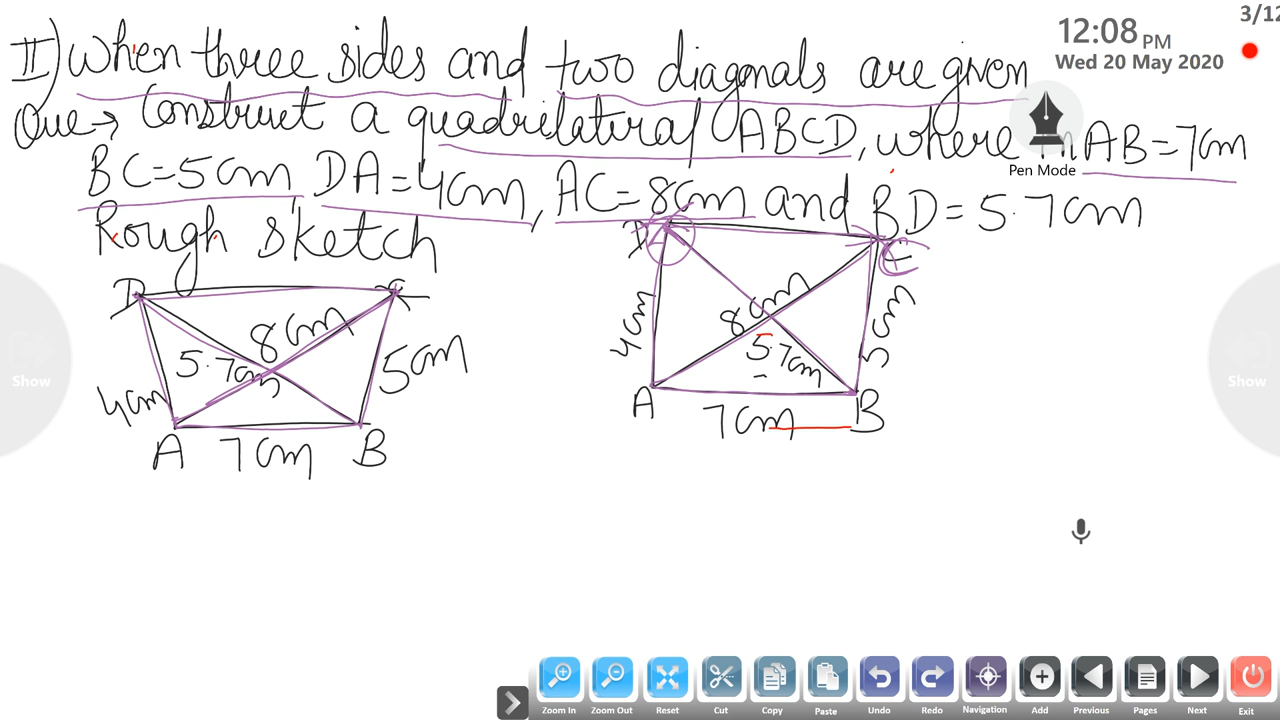 3/12
12:08 PM
Wed 20 May 2020
II) When three sides and two diagonals are given
Que → Construct a quadrilateral ABCD, where in AB=7cm
BC=5cm, DA=4cm, AC=8cm and BD=5.7cm
Pen Mode
Rough sketch
D
C
8cm
5.7cm
4cm
5cm
A 7cm B
D
C
8cm
5.7cm
4cm
5cm
A 7cm B
Show
Show
Zoom In Zoom Out Reset Cut Copy Paste Undo Redo Navigation Add Previous Pages Next Exit